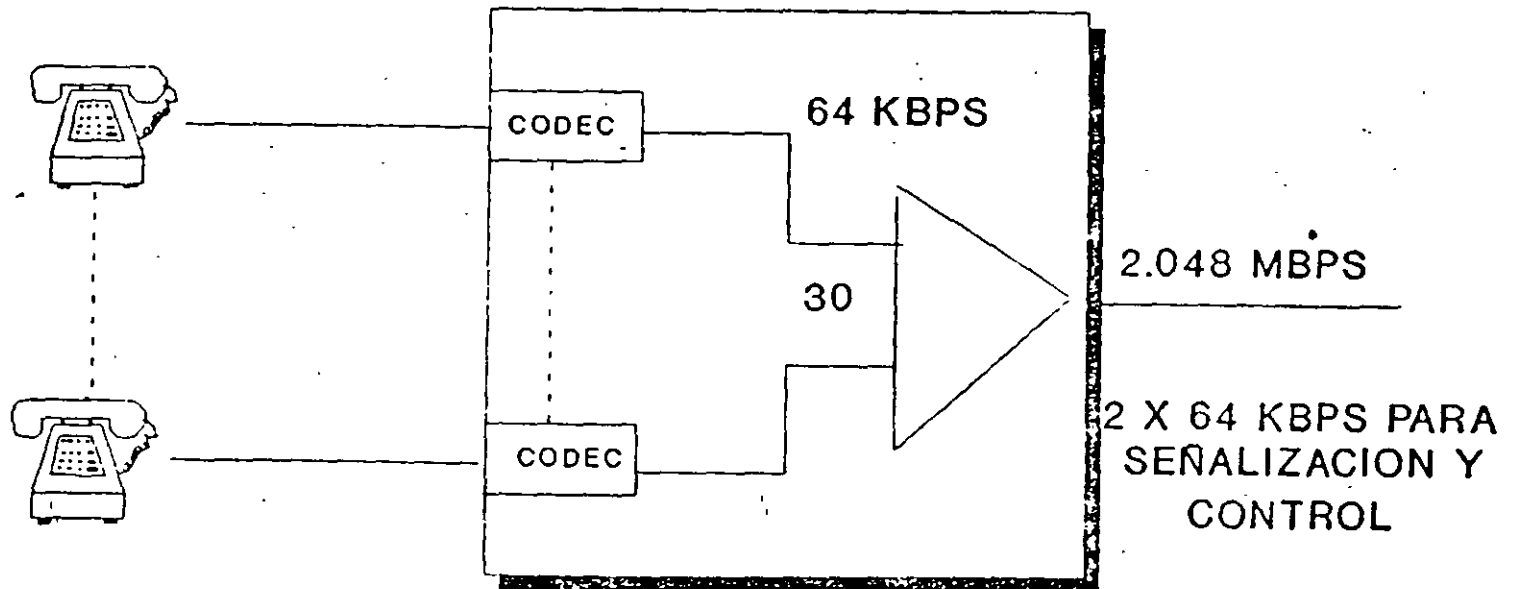 CODEC
64 KBPS
30
2.048 MBPS
CODEC
2 X 64 KBPS PARA
SEÑALIZACION Y
CONTROL